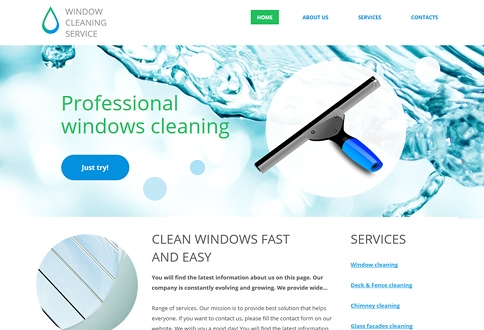 WINDOW
CLEANING
SERVICE
HOME ABOUT US SERVICES CONTACTS
Professional
windows cleaning
Just try!
CLEAN WINDOWS FAST
AND EASY
You will find the latest information about us on this page. Our
company is constantly evolving and growing. We provide wide...
Range of services. Our mission is to provide best solution that helps
everyone. If you want to contact us, please fill the contact form on our
website. We wish you a good day! You will find the latest information
SERVICES
Window cleaning
Deck & Fence cleaning
Chimney cleaning
Glass facades cleaning